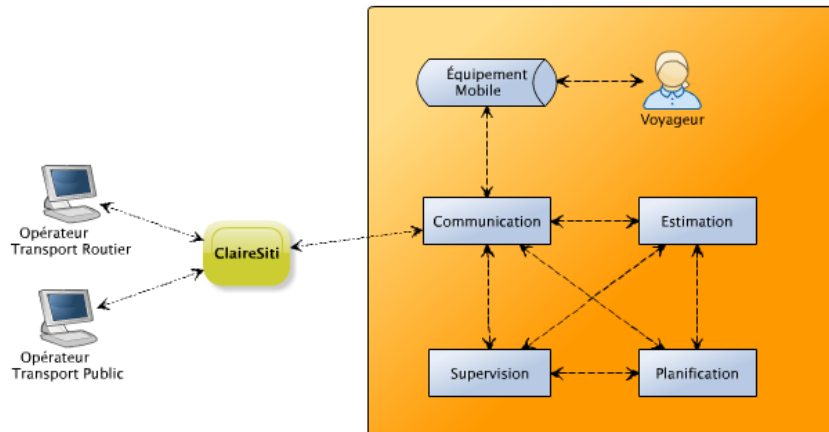 Équipement
Mobile
Voyageur
Opérateur
Transport Routier
ClaireSiti
Communication
Estimation
Opérateur
Transport Public
Supervision
Planification